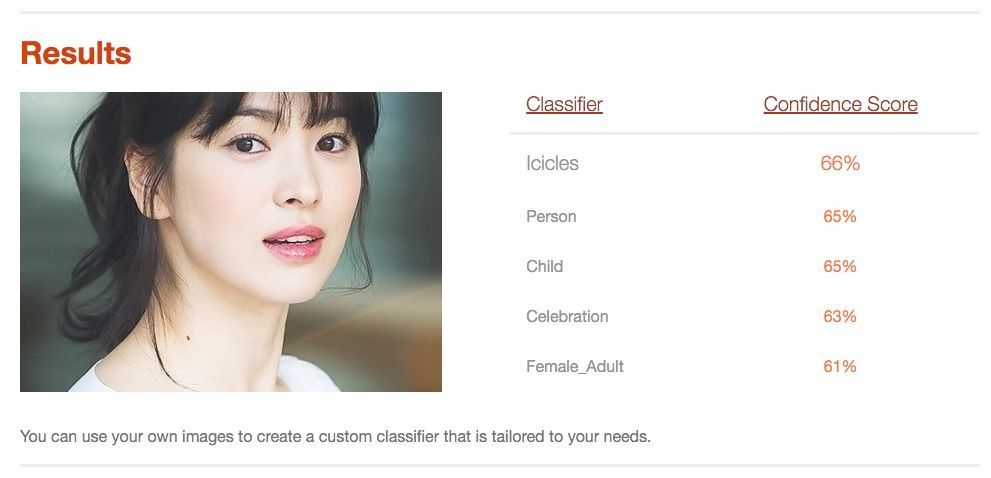 Results
Classifier Confidence Score
Icicles 66%
Person 65%
Child 65%
Celebration 63%
Female_Adult 61%
You can use your own images to create a custom classifier that is tailored to your needs.